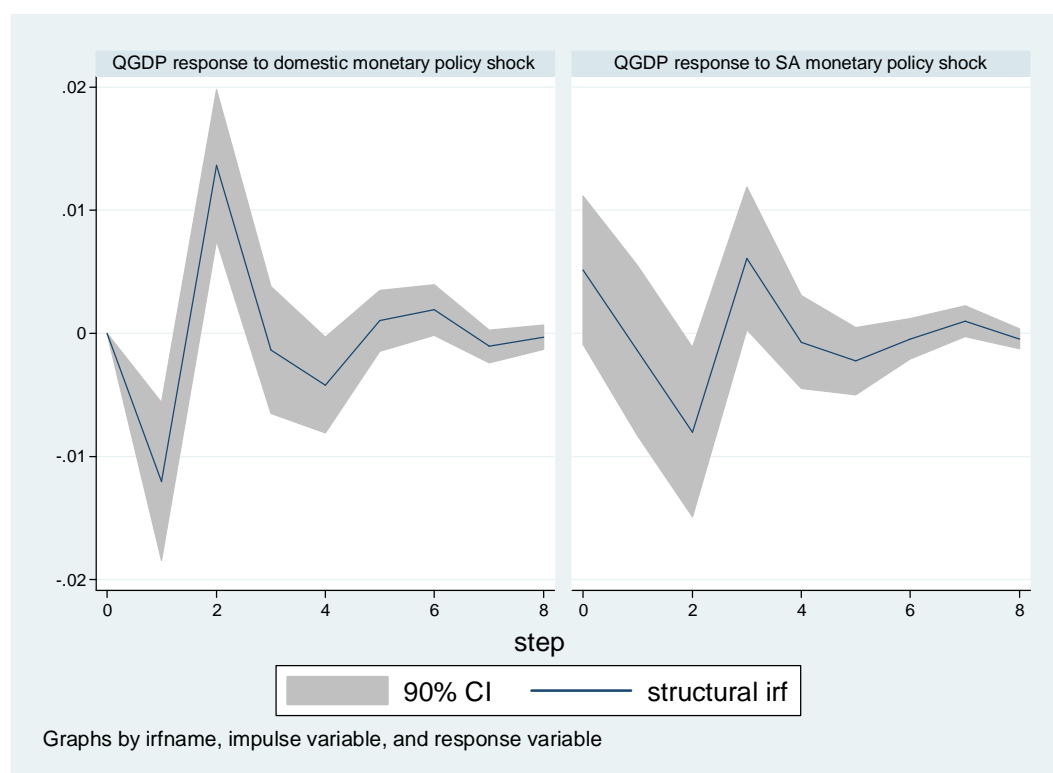 QGDP response to domestic monetary policy shock
QGDP response to SA monetary policy shock
.02
.01
0
-.01
-.02
0 2 4 6 8
0 2 4 6 8
step
90% CI structural irf
Graphs by irfname, impulse variable, and response variable